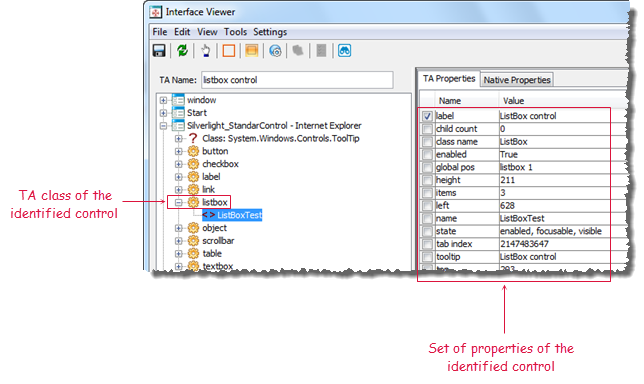 Interface Viewer
File Edit View Tools Settings
TA Name: listbox control
window
Start
Silverlight_StandarControl - Internet Explorer
? Class: System.Windows.Controls.ToolTip
button
checkbox
label
link
listbox
<> ListBoxTest
object
scrollbar
table
textbox
TA Properties Native Properties
Name Value
label ListBox control
child count 0
class name ListBox
enabled True
global pos listbox 1
height 211
items 3
left 628
name ListBoxTest
state enabled, focusable, visible
tab index 2147483647
tooltip ListBox control
top 293
TA class of the
identified control
Set of properties of the
identified control